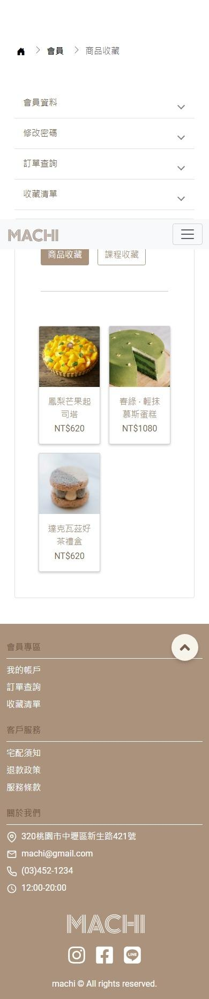 會員 商品收藏
會員資料
修改密碼
訂單查詢
收藏清單
MACHI
商品收藏 課程收藏
鳳梨芒果起
司塔
NT$620
春綠 · 輕抹
慕斯蛋糕
NT$1080
達克瓦茲好
茶禮盒
NT$620
會員專區
我的帳戶
訂單查詢
收藏清單
客戶服務
宅配須知
退款政策
服務條款
關於我們
320桃園市中壢區新生路421號
machi@gmail.com
(03)452-1234
12:00-20:00
MACHI
LINE
machi © All rights reserved.